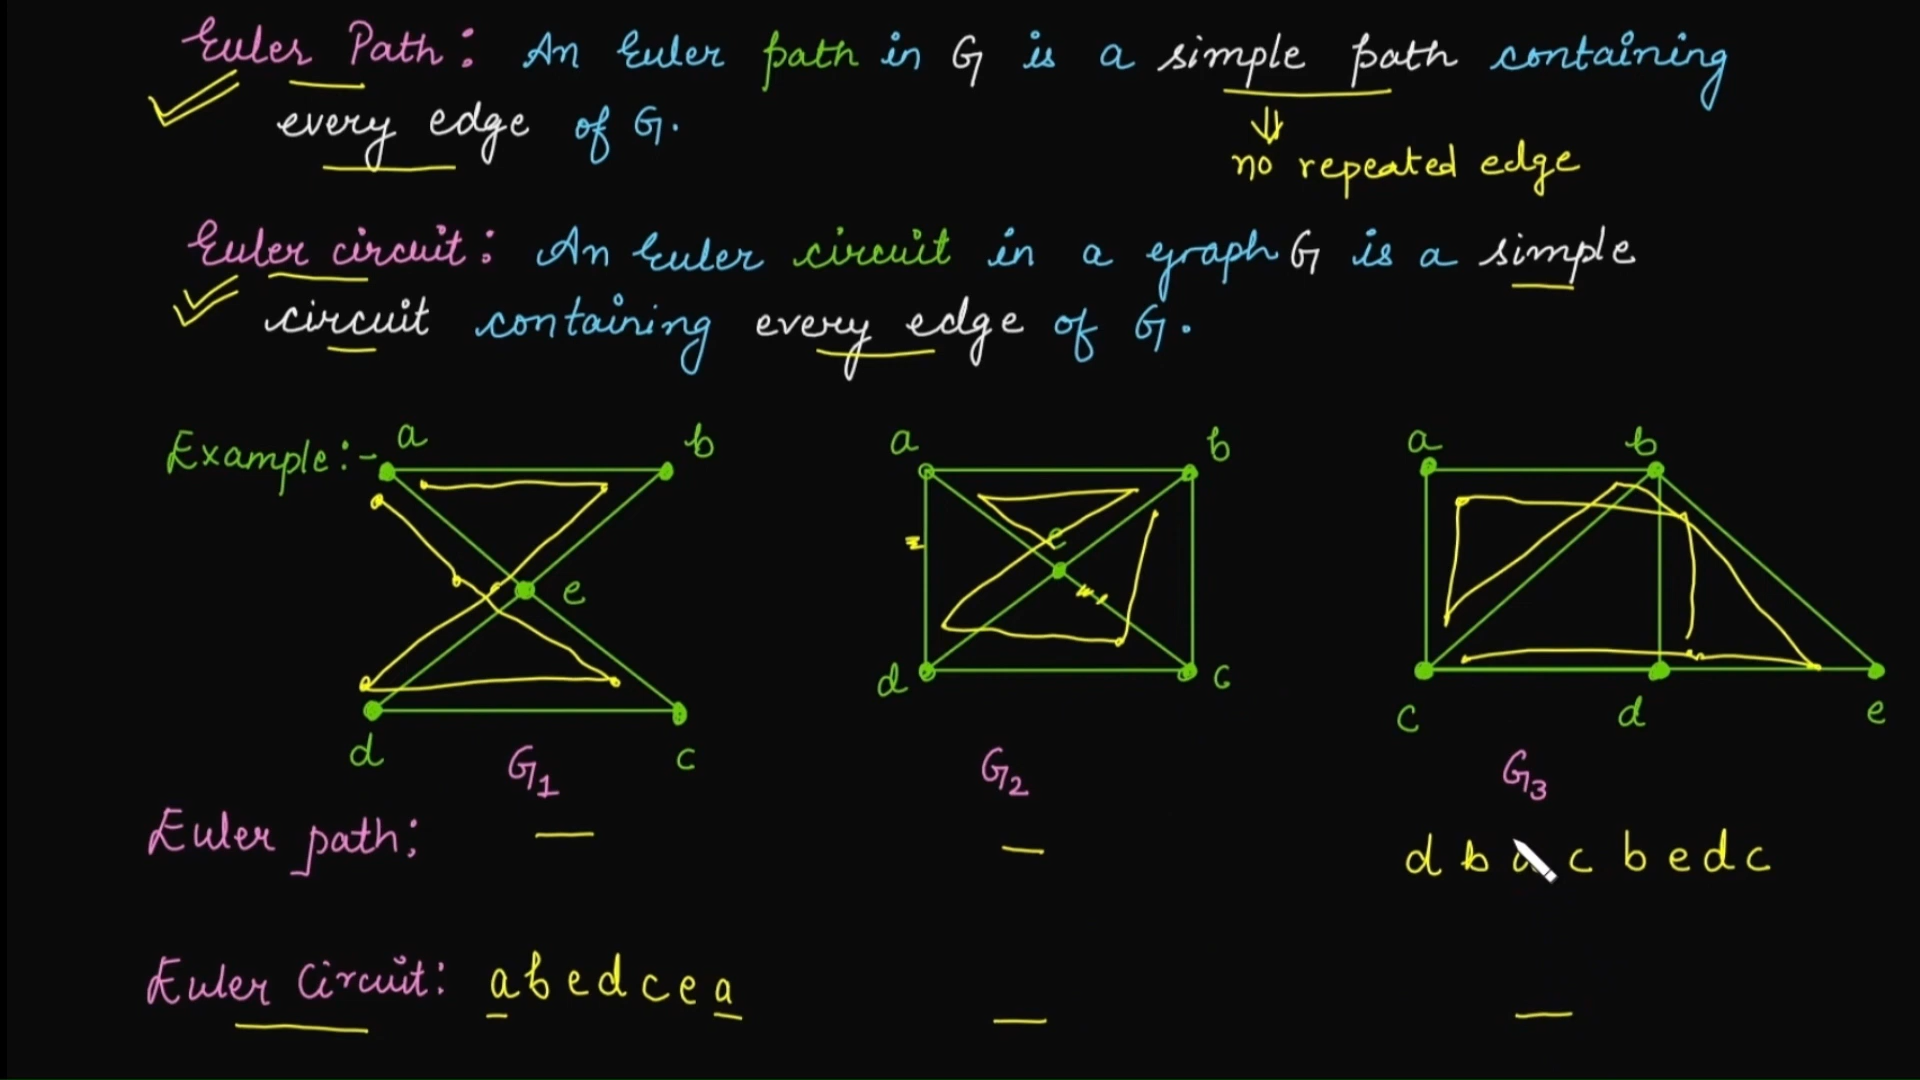 Euler Path: An Euler path in G is a simple path containing
every edge of G.
⇓
no repeated edge
Euler circuit: An Euler circuit in a graph G is a simple
circuit containing every edge of G.
Example:-
a b
e
d c
G1
a b
e
d c
G2
a b
c d e
G3
Euler path: — — d b a c b e d c
Euler Circuit: a b e d c e a — —